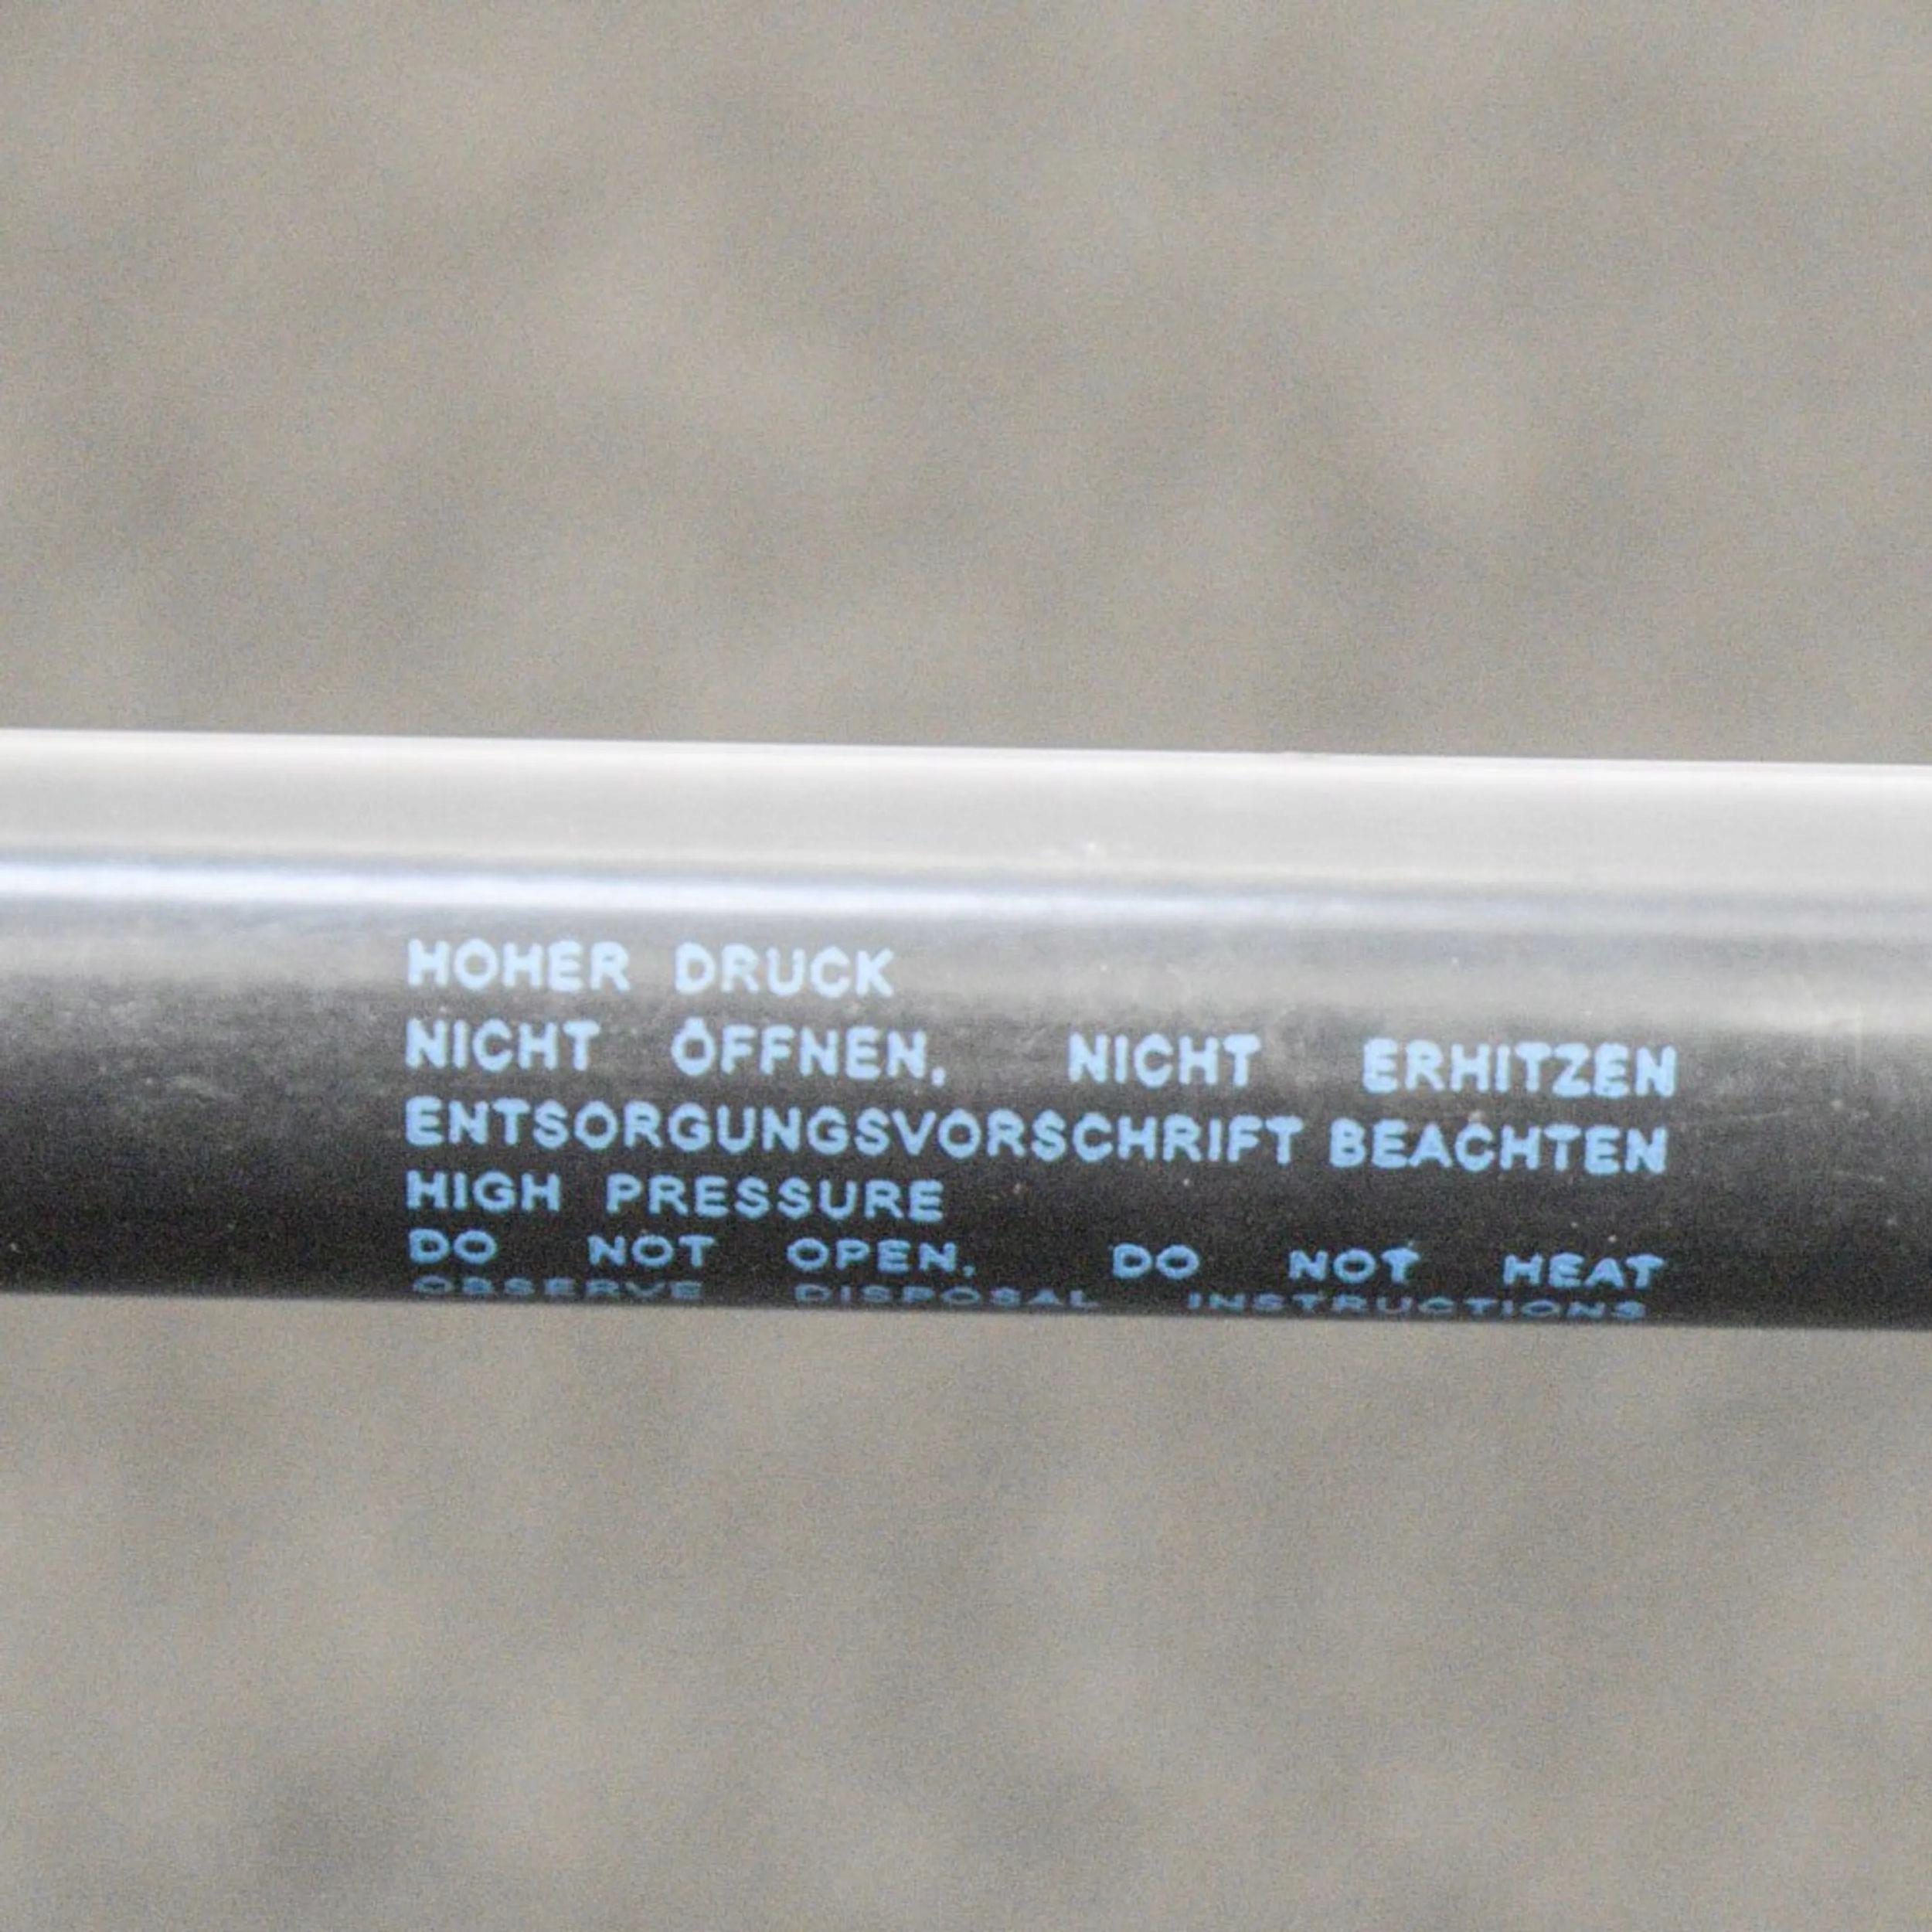 HOHER DRUCK
NICHT ÖFFNEN, NICHT ERHITZEN
ENTSORGUNGSVORSCHRIFT BEACHTEN
HIGH PRESSURE
DO NOT OPEN, DO NOT HEAT
OBSERVE DISPOSAL INSTRUCTIONS